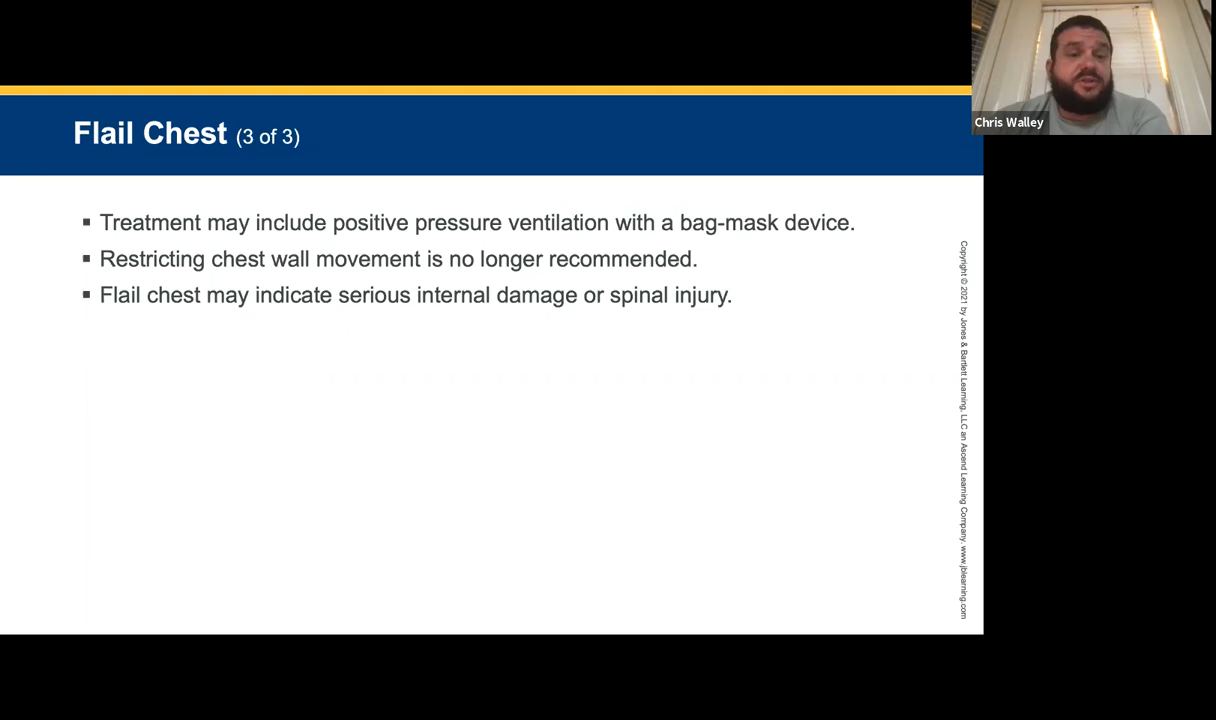 Flail Chest (3 of 3)
▪ Treatment may include positive pressure ventilation with a bag-mask device.
▪ Restricting chest wall movement is no longer recommended.
▪ Flail chest may indicate serious internal damage or spinal injury.
Copyright © 2021 by Jones & Bartlett Learning, LLC an Ascend Learning Company. www.jblearning.com
Chris Walley